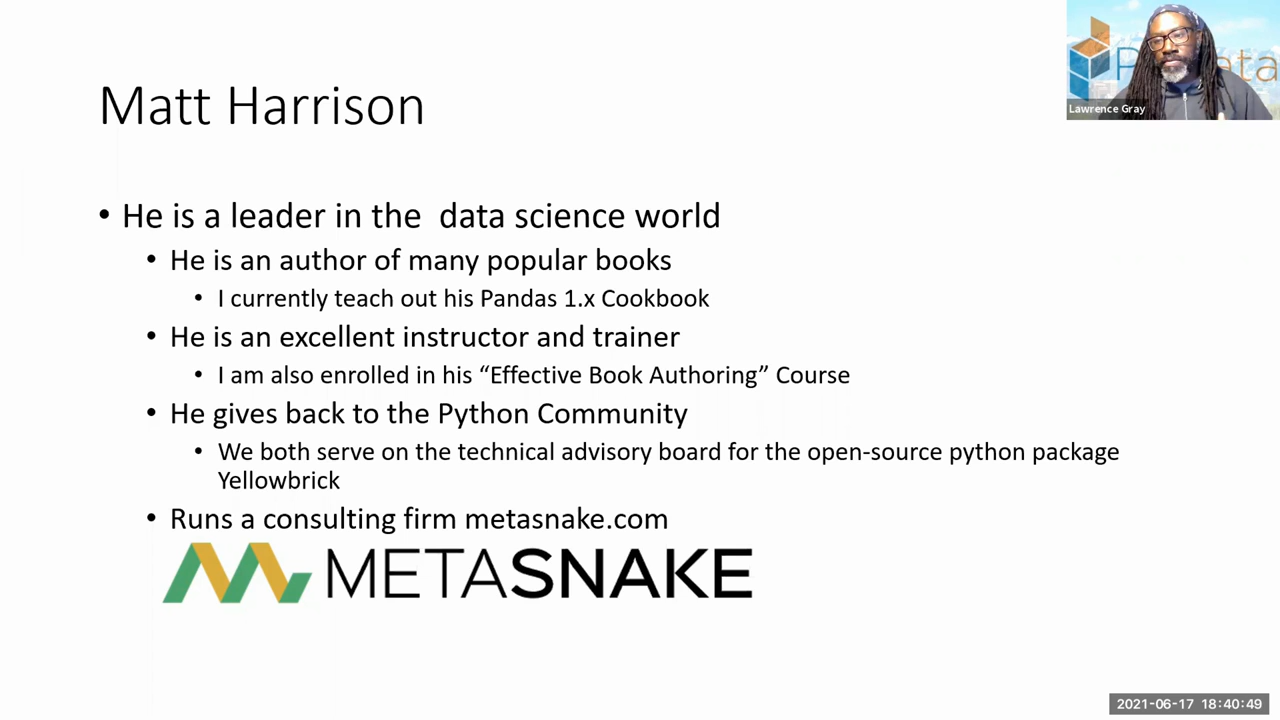 Matt Harrison
Lawrence Gray
• He is a leader in the  data science world
• He is an author of many popular books
• I currently teach out his Pandas 1.x Cookbook
• He is an excellent instructor and trainer
• I am also enrolled in his “Effective Book Authoring” Course
• He gives back to the Python Community
• We both serve on the technical advisory board for the open-source python package
Yellowbrick
• Runs a consulting firm metasnake.com
METASNAKE
2021-06-17 18:40:49